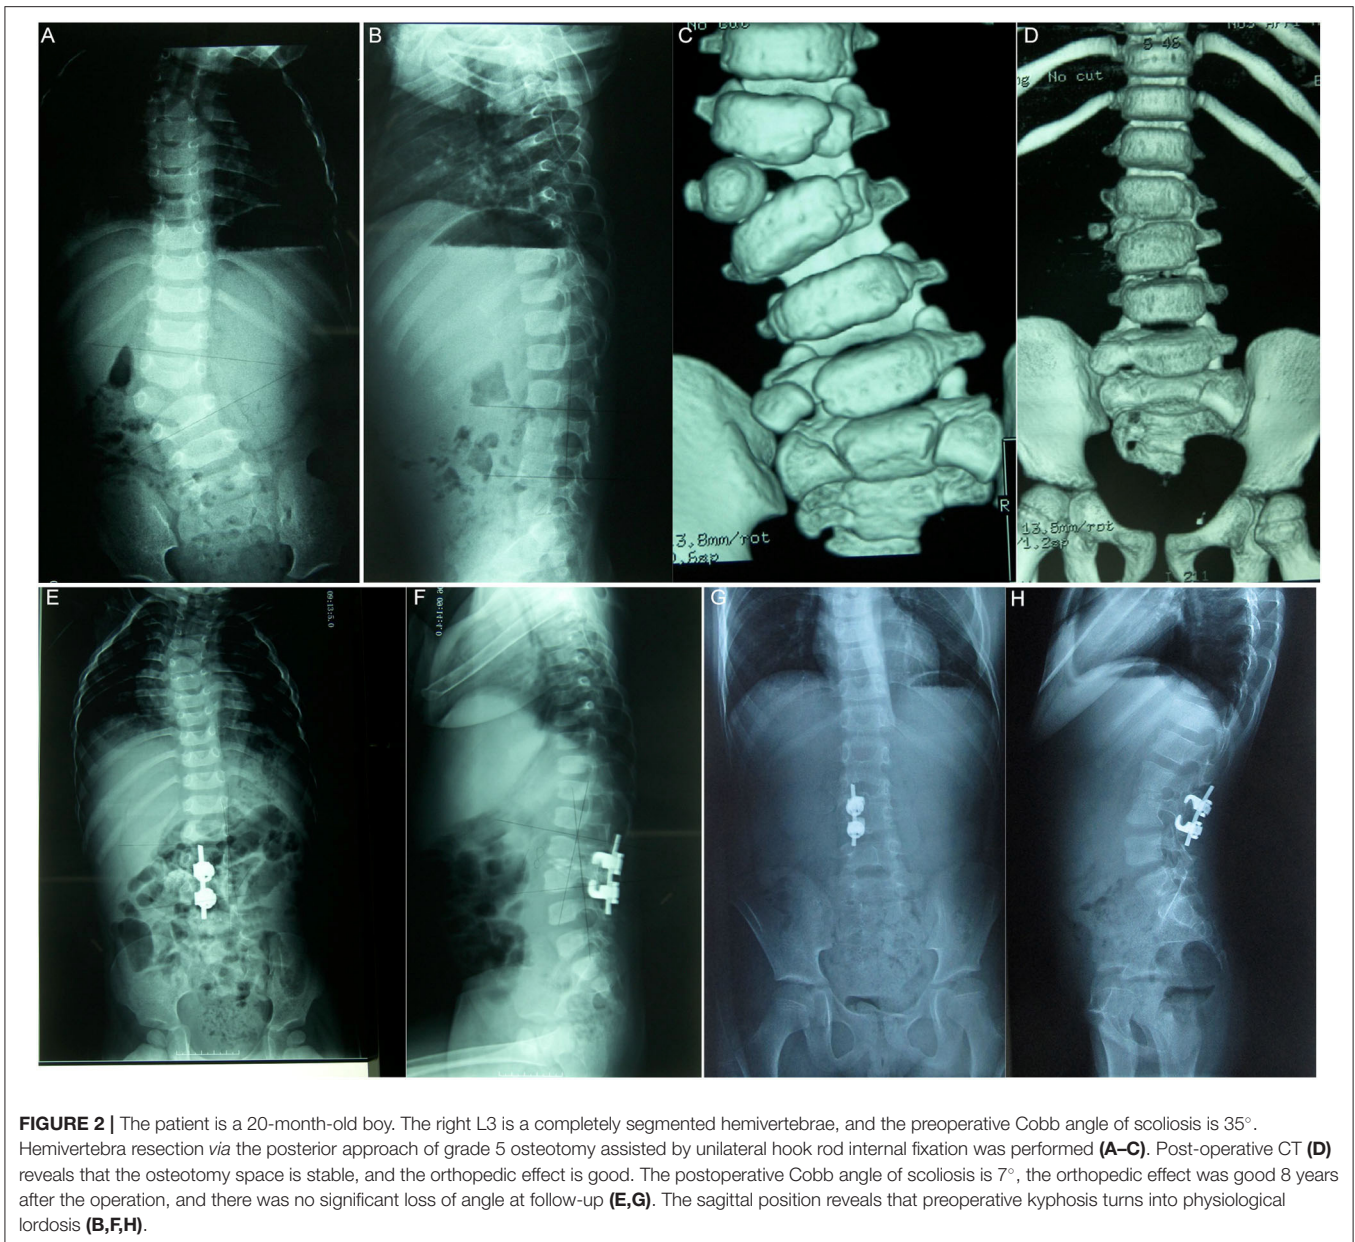 A
B
C
No cut
D
S 48
No cut
R
13.8mm/rot
13.5mm/rot
/1.2sp
E
F
G
H
FIGURE 2 | The patient is a 20-month-old boy. The right L3 is a completely segmented hemivertebrae, and the preoperative Cobb angle of scoliosis is 35°.
Hemivertebra resection via the posterior approach of grade 5 osteotomy assisted by unilateral hook rod internal fixation was performed (A–C). Post-operative CT (D)
reveals that the osteotomy space is stable, and the orthopedic effect is good. The postoperative Cobb angle of scoliosis is 7°, the orthopedic effect was good 8 years
after the operation, and there was no significant loss of angle at follow-up (E,G). The sagittal position reveals that preoperative kyphosis turns into physiological
lordosis (B,F,H).